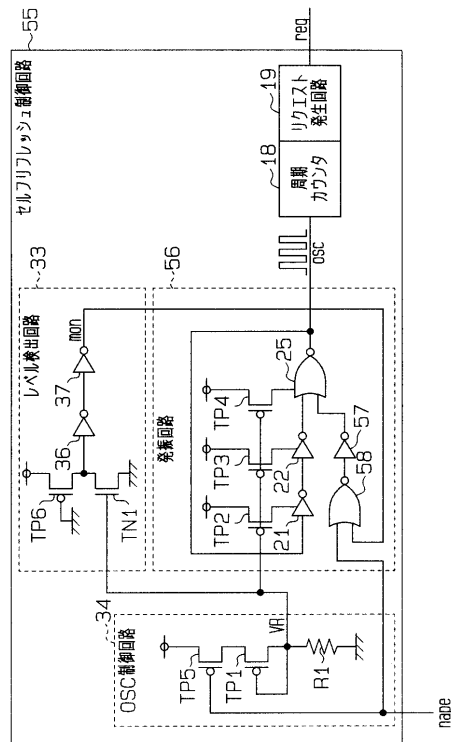 55
セルフリフレッシュ制御回路
33
レベル検出回路
mon
37
36
TP6
TN1
34
OSC制御回路
TP5
TP1
VR
R1
nape
56
発振回路
TP4
TP3
TP2
25
22
21
57
58
OSC
18
周期
カウンタ
19
リクエスト
発生回路
req